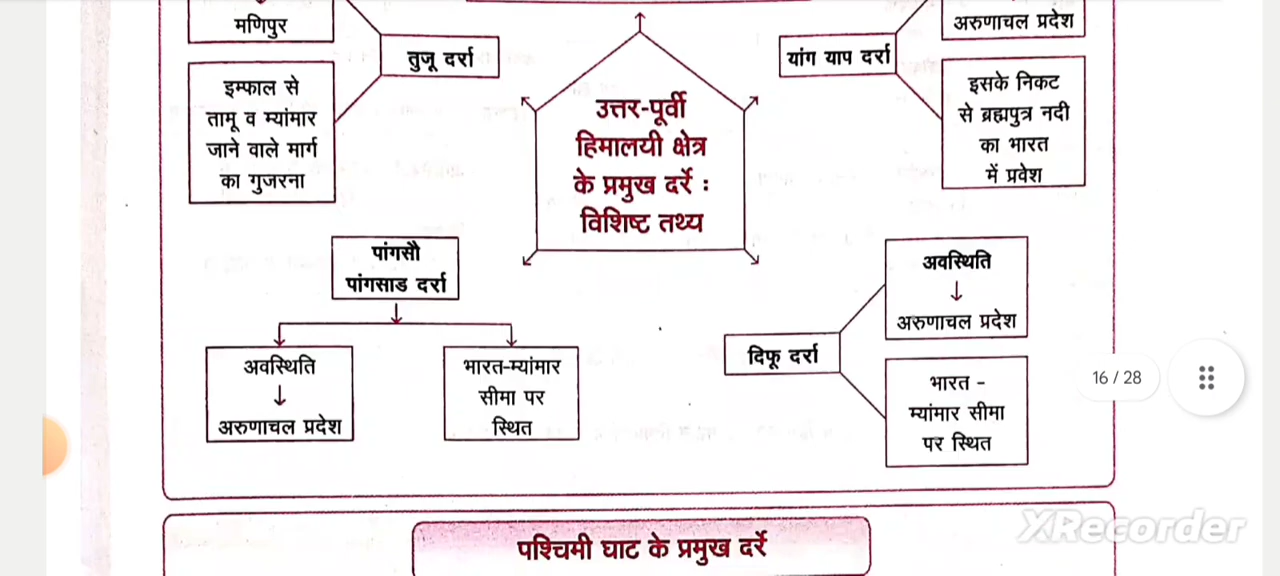 मणिपुर
तुजू दर्रा
इम्फाल से
तामू व म्यांमार
जाने वाले मार्ग
का गुजरना
उत्तर-पूर्वी
हिमालयी क्षेत्र
के प्रमुख दर्रे :
विशिष्ट तथ्य
अरुणाचल प्रदेश
यांग याप दर्रा
इसके निकट
से ब्रह्मपुत्र नदी
का भारत
में प्रवेश
पांगसौ
पांगसाड दर्रा
अवस्थिति
अरुणाचल प्रदेश
भारत-म्यांमार
सीमा पर
स्थित
दिफू दर्रा
अवस्थिति
अरुणाचल प्रदेश
भारत -
म्यांमार सीमा
पर स्थित
16 / 28
XRecorder
पश्चिमी घाट के प्रमुख दर्रे